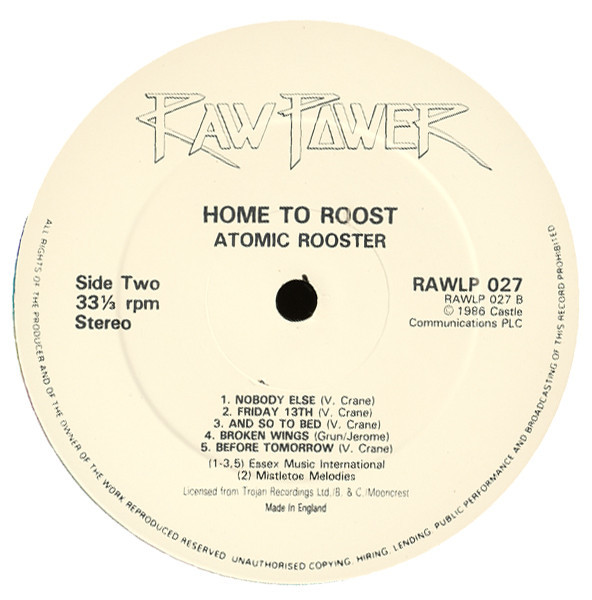 RAW POWER
HOME TO ROOST
ATOMIC ROOSTER
Side Two
33⅓ rpm
Stereo
RAWLP 027
RAWLP 027 B
© 1986 Castle
Communications PLC
1. NOBODY ELSE (V. Crane)
2. FRIDAY 13TH (V. Crane)
3. AND SO TO BED (V. Crane)
4. BROKEN WINGS (Grun/Jerome)
5. BEFORE TOMORROW (V. Crane)
(1-3,5) Essex Music International
(2) Mistletoe Melodies
Licensed from Trojan Recordings Ltd./B. & C./Mooncrest
Made in England
ALL RIGHTS OF THE PRODUCER AND OF THE OWNER OF THE WORK REPRODUCED RESERVED. UNAUTHORISED COPYING, HIRING, LENDING, PUBLIC PERFORMANCE AND BROADCASTING OF THIS RECORD PROHIBITED